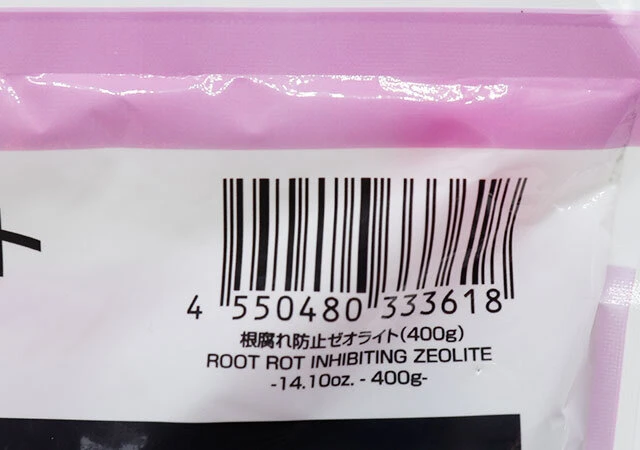 ト
4 550480 333618
根腐れ防止ゼオライト(400g)
ROOT ROT INHIBITING ZEOLITE
-14.10oz. - 400g-